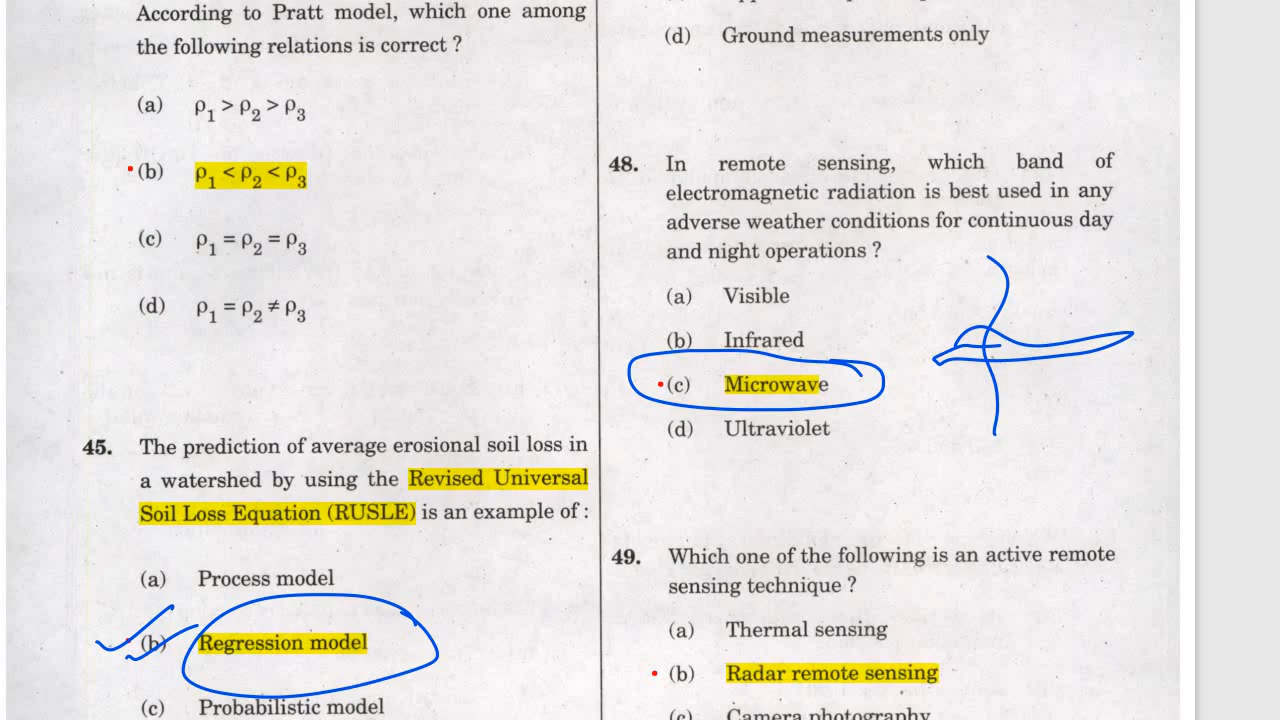 According to Pratt model, which one among
the following relations is correct ?
(a) ρ1 > ρ2 > ρ3
(b) ρ1 < ρ2 < ρ3
(c) ρ1 = ρ2 = ρ3
(d) ρ1 = ρ2 ≠ ρ3
45. The prediction of average erosional soil loss in
a watershed by using the Revised Universal
Soil Loss Equation (RUSLE) is an example of :
(a) Process model
(b) Regression model
(c) Probabilistic model
(d) Ground measurements only
48. In remote sensing, which band of
electromagnetic radiation is best used in any
adverse weather conditions for continuous day
and night operations ?
(a) Visible
(b) Infrared
(c) Microwave
(d) Ultraviolet
49. Which one of the following is an active remote
sensing technique ?
(a) Thermal sensing
(b) Radar remote sensing
(c) Camera photography